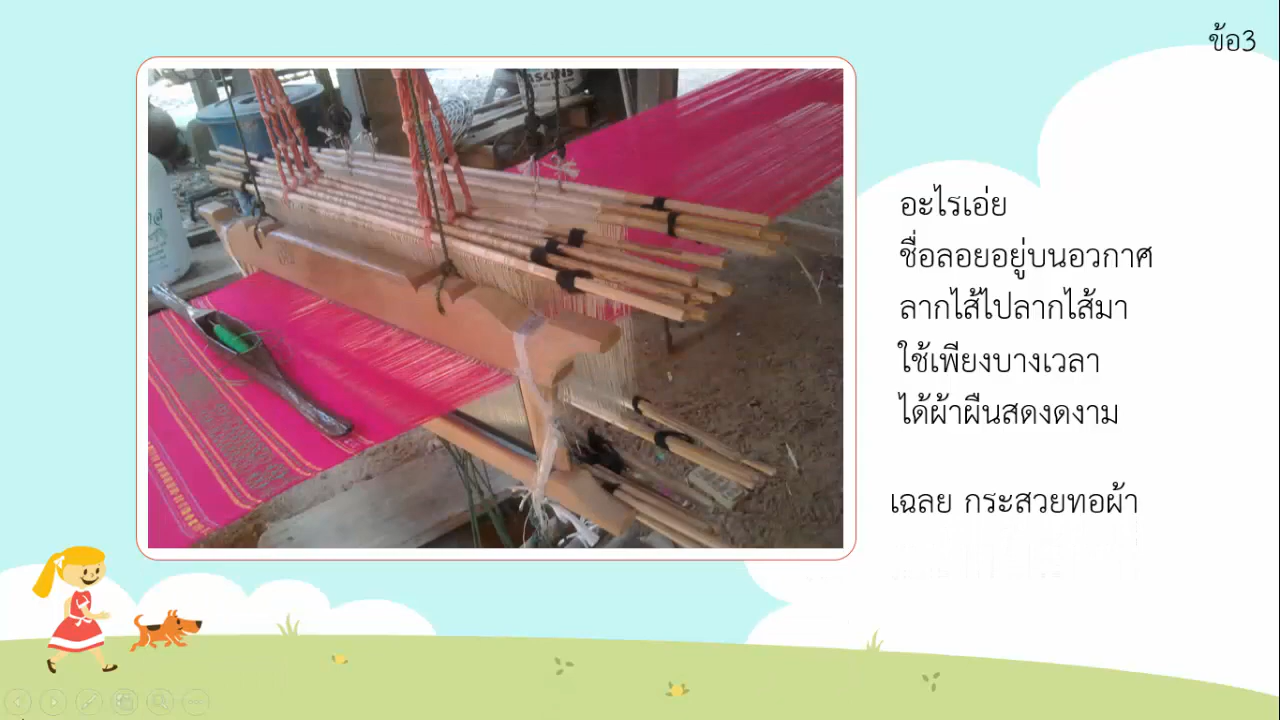 ข้อ3
อะไรเอ่ย
ชื่อลอยอยู่บนอวกาศ
ลากไส้ไปลากไส้มา
ใช้เพียงบางเวลา
ได้ผ้าผืนสดงดงาม
เฉลย กระสวยทอผ้า